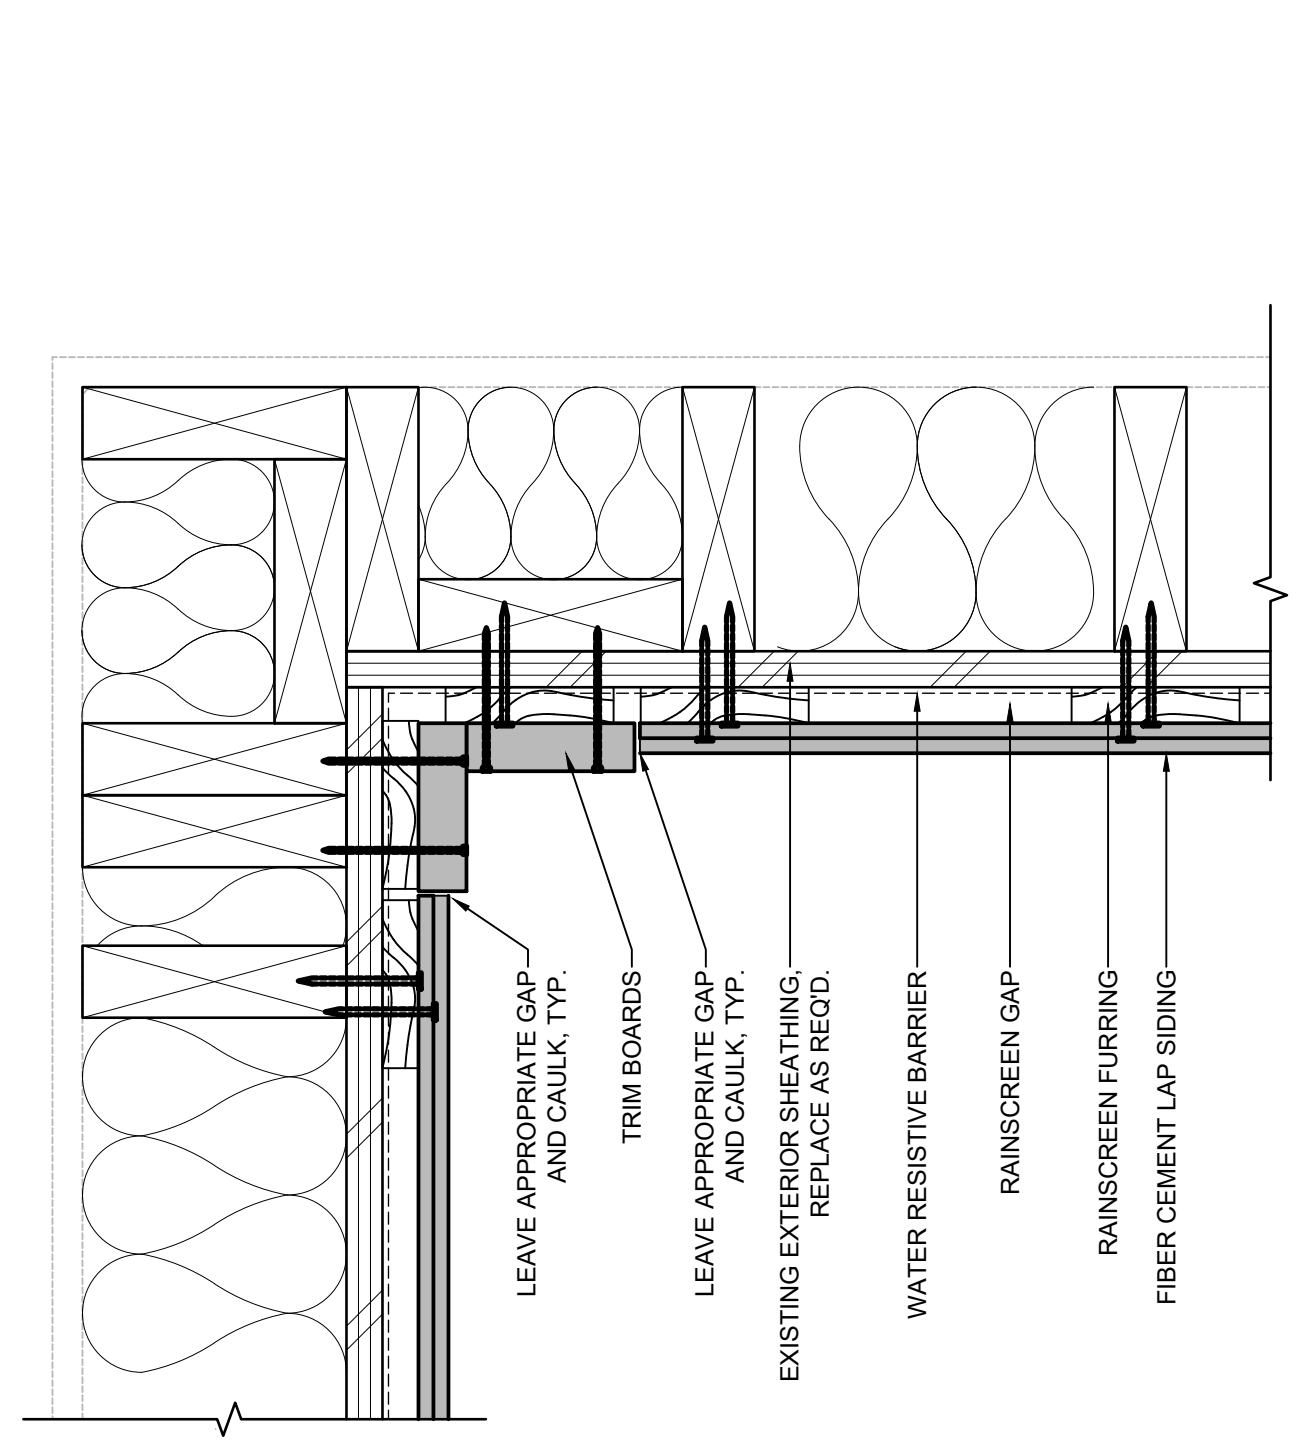 LEAVE APPROPRIATE GAP
AND CAULK, TYP.
TRIM BOARDS
LEAVE APPROPRIATE GAP
AND CAULK, TYP.
EXISTING EXTERIOR SHEATHING,
REPLACE AS REQ'D.
WATER RESISTIVE BARRIER
RAINSCREEN GAP
RAINSCREEN FURRING
FIBER CEMENT LAP SIDING